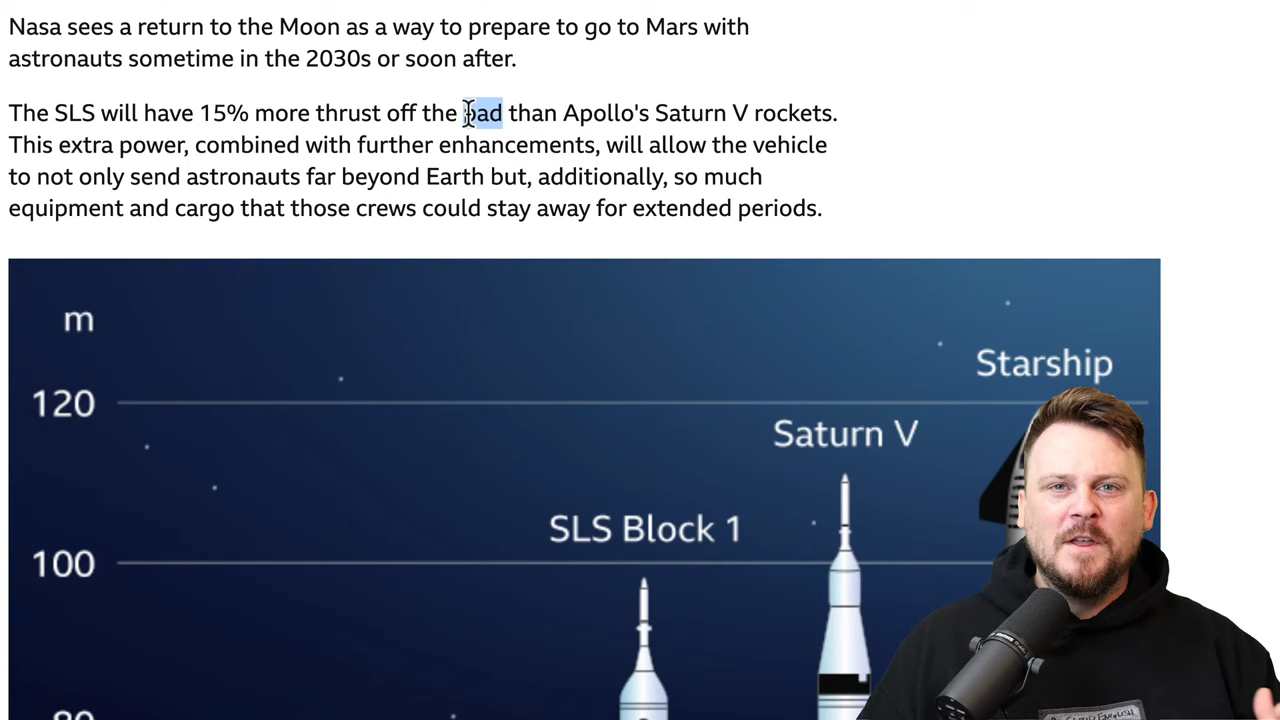 Nasa sees a return to the Moon as a way to prepare to go to Mars with
astronauts sometime in the 2030s or soon after.
The SLS will have 15% more thrust off the pad than Apollo's Saturn V rockets.
This extra power, combined with further enhancements, will allow the vehicle
to not only send astronauts far beyond Earth but, additionally, so much
equipment and cargo that those crews could stay away for extended periods.
m
Starship
120
Saturn V
SLS Block 1
100
80
ENGLISH